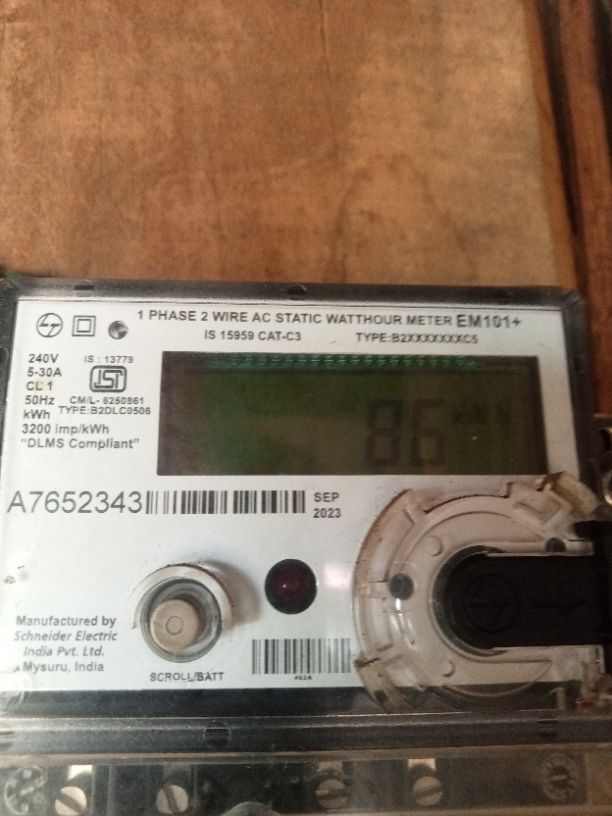 1 PHASE 2 WIRE AC STATIC WATTHOUR METER EM101+
IS 15959 CAT-C3 TYPE:B2XXXXXXXC5
240V IS : 13779
5-30A
CL 1
50Hz CM/L- 6250861
kWh TYPE:B2DLC0506
3200 imp/kWh
"DLMS Compliant"
86 kWh
A7652343 SEP
2023
Manufactured by
Schneider Electric
India Pvt. Ltd.
Mysuru, India
SCROLL/BATT